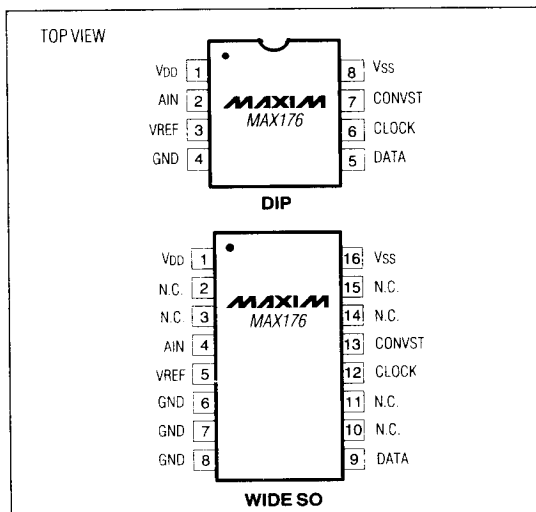 TOP VIEW
VDD 1
AIN 2
VREF 3
GND 4
MAXIM
MAX176
8 VSS
7 CONVST
6 CLOCK
5 DATA
DIP
VDD 1
N.C. 2
N.C. 3
AIN 4
VREF 5
GND 6
GND 7
GND 8
MAXIM
MAX176
16 VSS
15 N.C.
14 N.C.
13 CONVST
12 CLOCK
11 N.C.
10 N.C.
9 DATA
WIDE SO